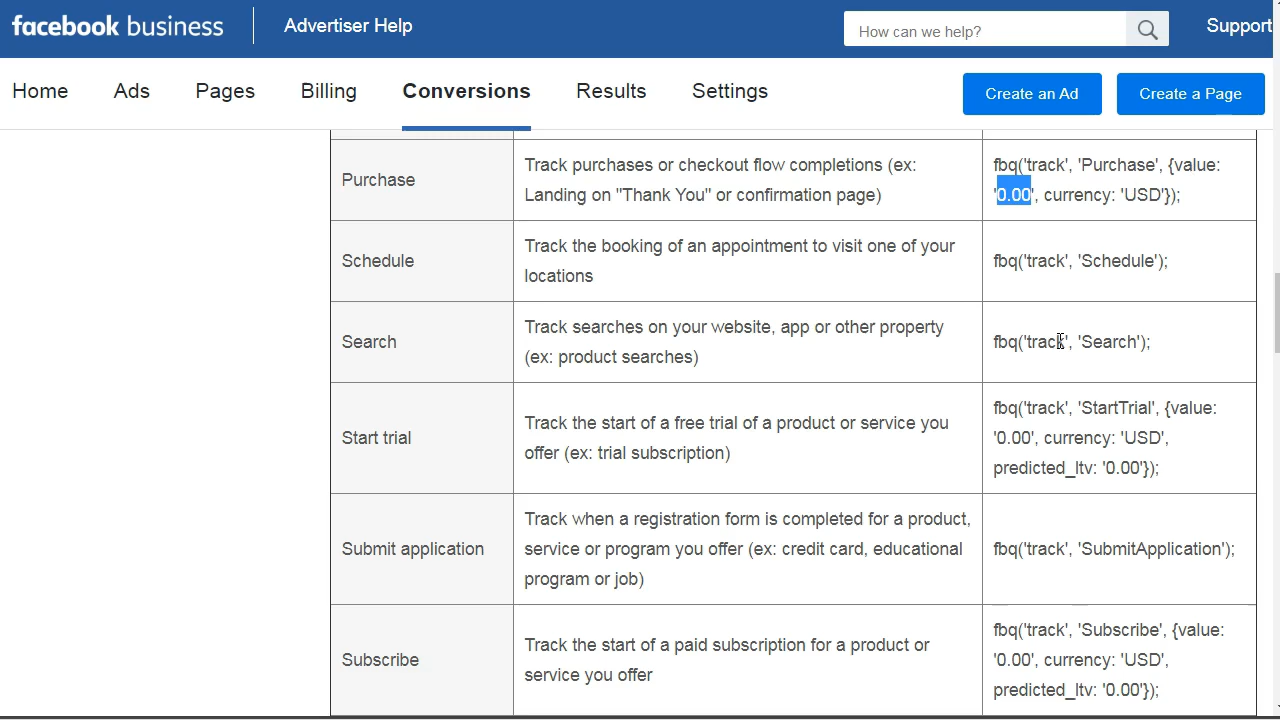 facebook business Advertiser Help How can we help? Support
Home Ads Pages Billing Conversions Results Settings Create an Ad Create a Page
Purchase
Track purchases or checkout flow completions (ex:
Landing on "Thank You" or confirmation page)
fbq('track', 'Purchase', {value:
'0.00', currency: 'USD'});
Schedule
Track the booking of an appointment to visit one of your
locations
fbq('track', 'Schedule');
Search
Track searches on your website, app or other property
(ex: product searches)
fbq('track', 'Search');
Start trial
Track the start of a free trial of a product or service you
offer (ex: trial subscription)
fbq('track', 'StartTrial', {value:
'0.00', currency: 'USD',
predicted_ltv: '0.00'});
Submit application
Track when a registration form is completed for a product,
service or program you offer (ex: credit card, educational
program or job)
fbq('track', 'SubmitApplication');
Subscribe
Track the start of a paid subscription for a product or
service you offer
fbq('track', 'Subscribe', {value:
'0.00', currency: 'USD',
predicted_ltv: '0.00'});